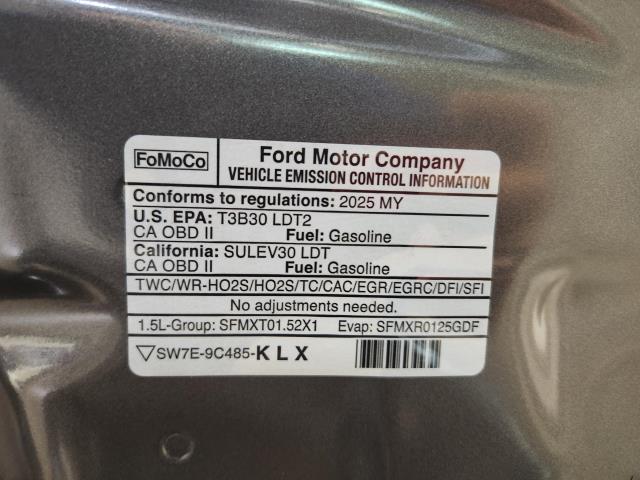 FoMoCo
Ford Motor Company
VEHICLE EMISSION CONTROL INFORMATION
Conforms to regulations: 2025 MY
U.S. EPA: T3B30 LDT2
CA OBD II Fuel: Gasoline
California: SULEV30 LDT
CA OBD II Fuel: Gasoline
TWC/WR-HO2S/HO2S/TC/CAC/EGR/EGRC/DFI/SFI
No adjustments needed.
1.5L-Group: SFMXT01.52X1 Evap: SFMXR0125GDF
▽SW7E-9C485-K L X